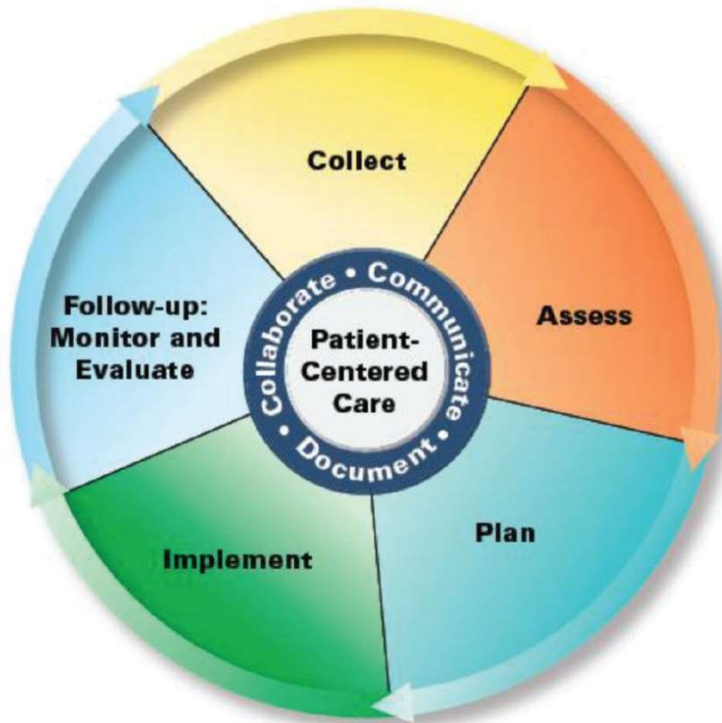 Collect
Assess
Plan
Implement
Follow-up:
Monitor and
Evaluate
Collaborate • Communicate • Document •
Patient-
Centered
Care